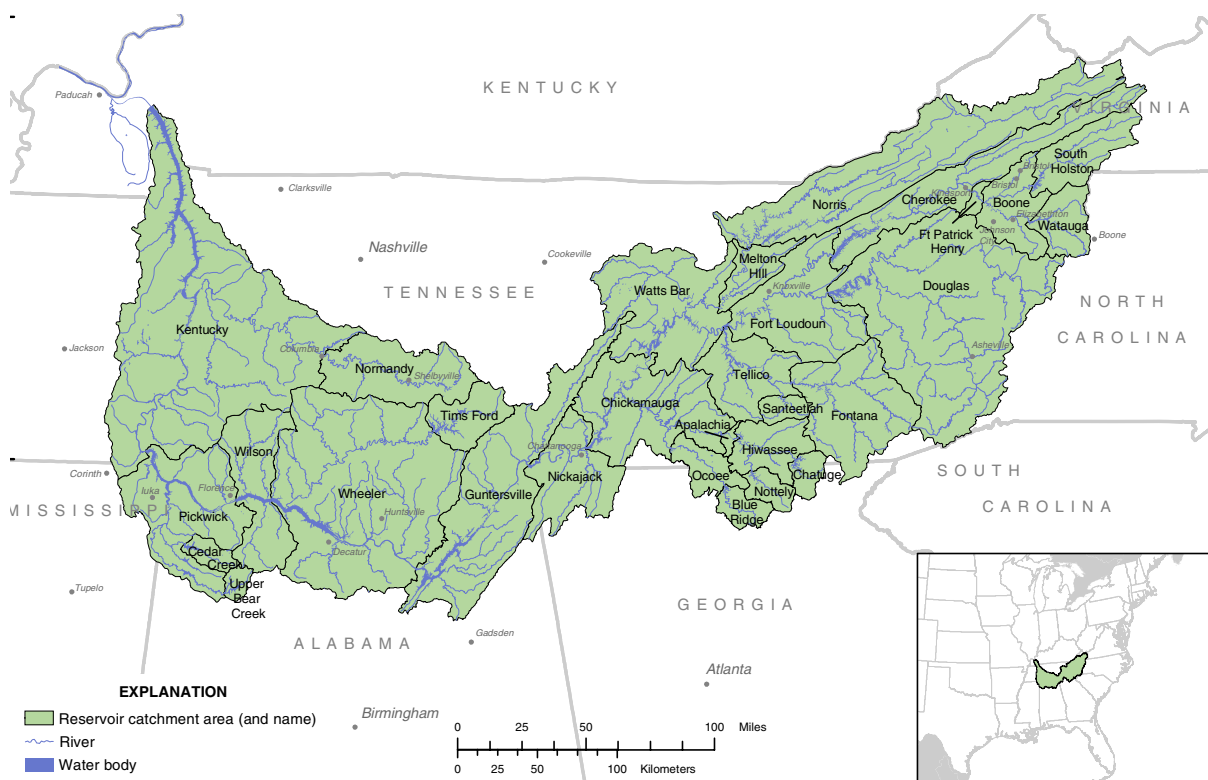 Paducah
KENTUCKY
VIRGINIA
Clarksville
Bristol
South
Holston
Bristol
Kingsport
Norris
Cherokee
Boone
Elizabethton
Watauga
Johnson
City
Boone
Ft Patrick
Henry
Nashville
Cookeville
Melton
Hill
TENNESSEE
Watts Bar
Knoxville
Douglas
NORTH
CAROLINA
Kentucky
Fort Loudoun
Jackson
Columbia
Normandy
Shelbyville
Asheville
Tellico
Chickamauga
Santeetlah
Fontana
Tims Ford
Apalachia
Wilson
Chattanooga
Hiwassee
Corinth
Nickajack
Ocoee
Chatuge
SOUTH
CAROLINA
Iuka
Florence
Wheeler
Guntersville
Nottely
MISSISSIPPI
Pickwick
Huntsville
Blue
Ridge
Decatur
Cedar
Creek
Tupelo
Upper
Bear
Creek
GEORGIA
ALABAMA
Gadsden
Atlanta
Birmingham
EXPLANATION
Reservoir catchment area (and name)
River
Water body
0 25 50 100 Miles
0 25 50 100 Kilometers